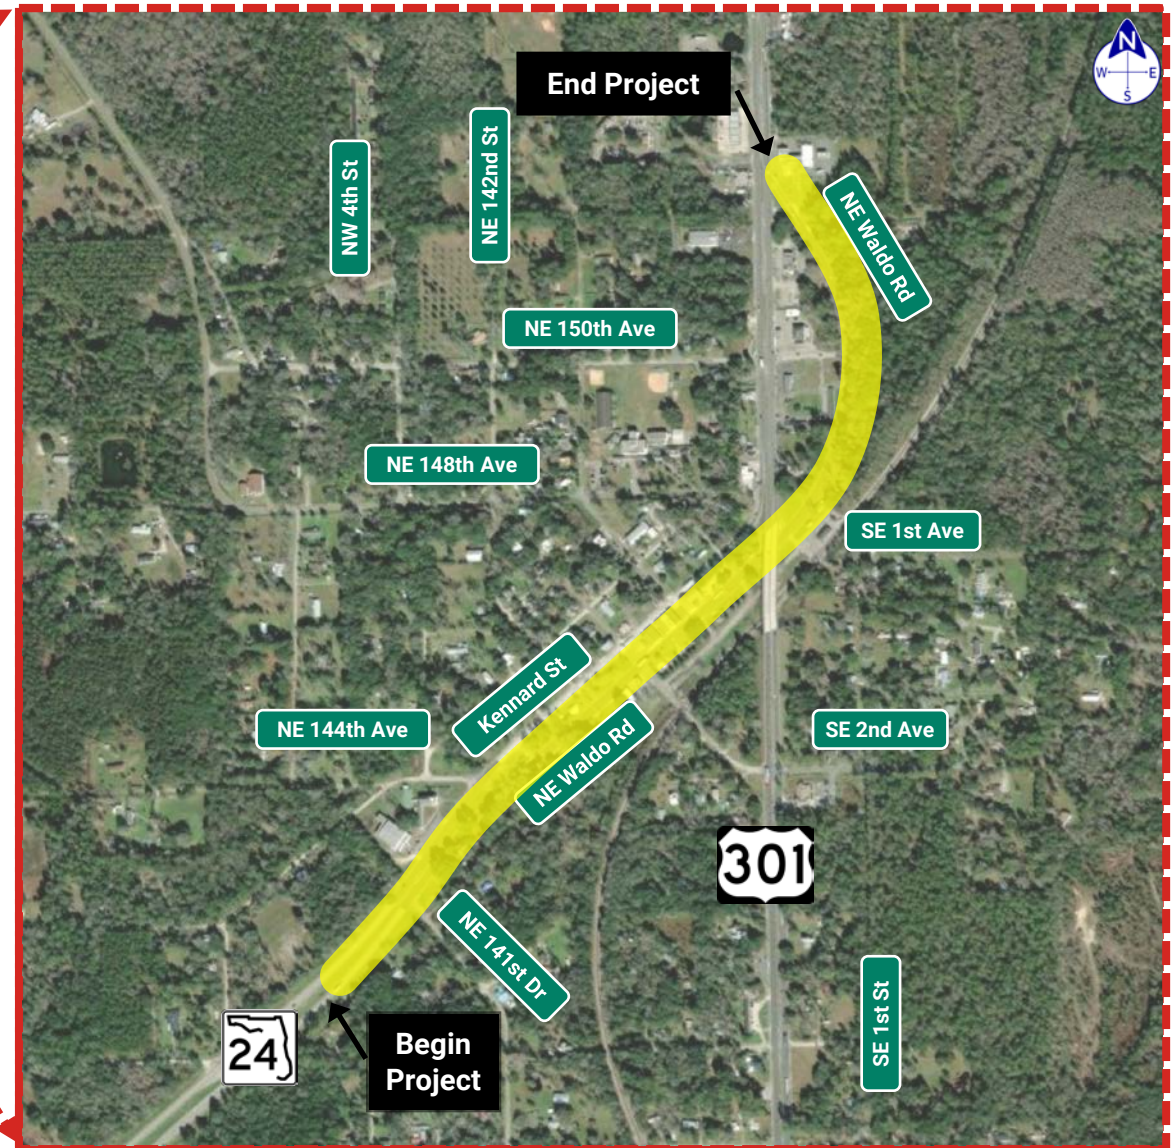 N
W
E
S
End Project
NW 4th St
NE 142nd St
NE Waldo Rd
NE 150th Ave
NE 148th Ave
SE 1st Ave
Kennard St
NE 144th Ave
NE Waldo Rd
SE 2nd Ave
301
NE 141st Dr
SE 1st St
24
Begin
Project